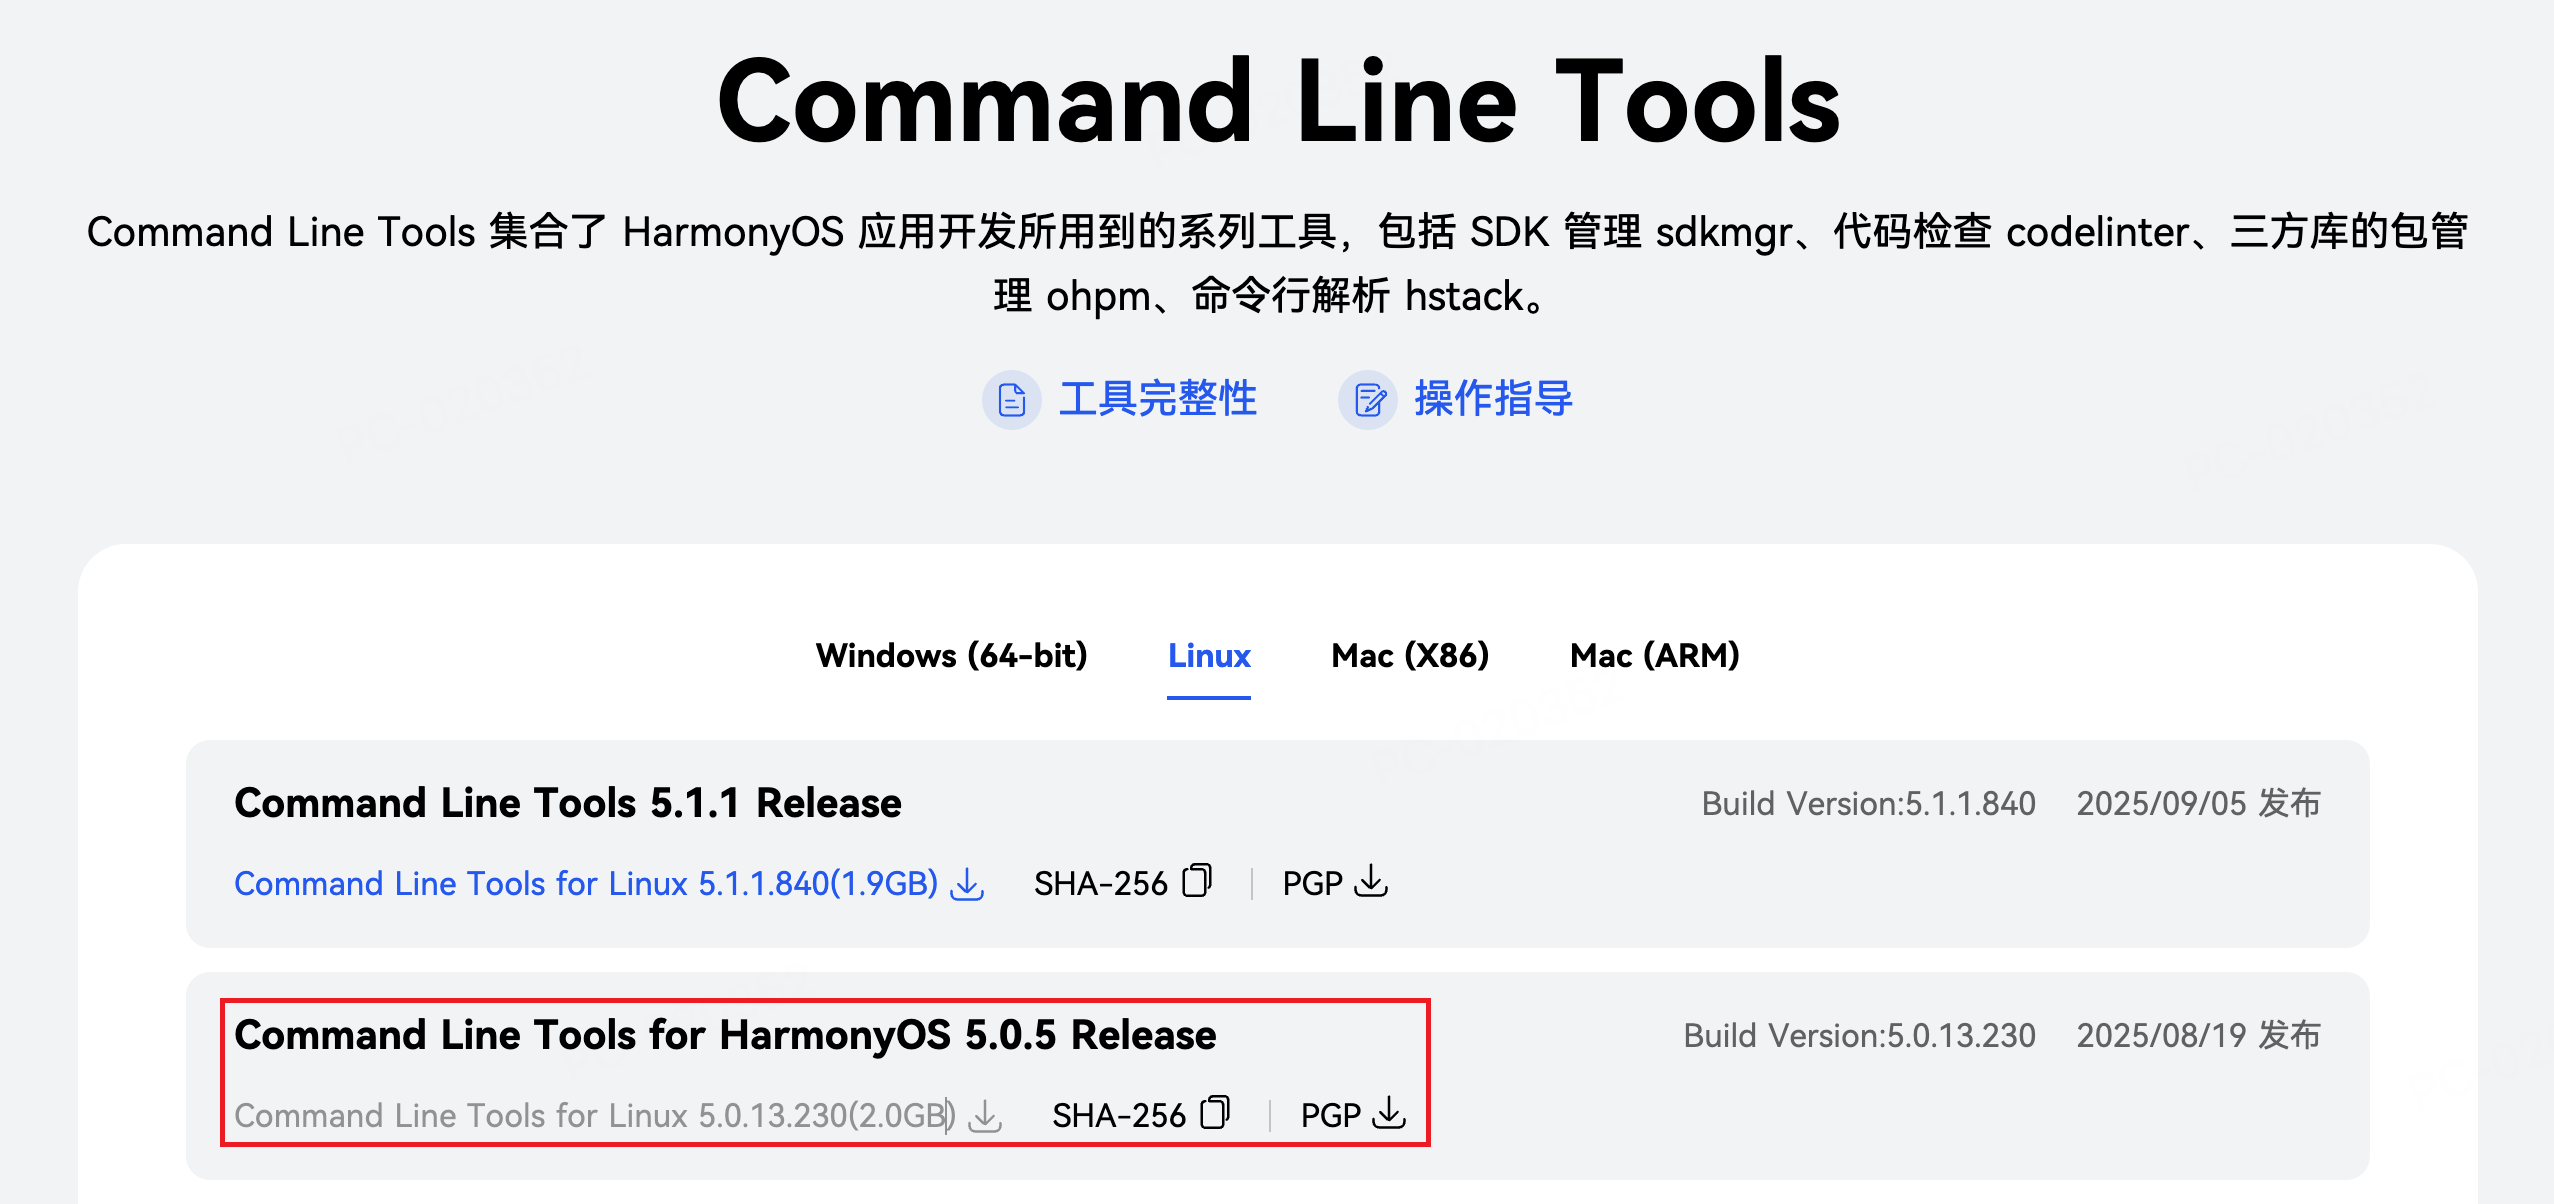 Command Line Tools
Command Line Tools 集合了 HarmonyOS 应用开发所用到的系列工具，包括 SDK 管理 sdkmgr、代码检查 codelinter、三方库的包管
理 ohpm、命令行解析 hstack。
工具完整性 操作指导
Windows (64-bit) Linux Mac (X86) Mac (ARM)
Command Line Tools 5.1.1 Release Build Version:5.1.1.840 2025/09/05 发布
Command Line Tools for Linux 5.1.1.840(1.9GB) SHA-256 PGP
Command Line Tools for HarmonyOS 5.0.5 Release Build Version:5.0.13.230 2025/08/19 发布
Command Line Tools for Linux 5.0.13.230(2.0GB) SHA-256 PGP